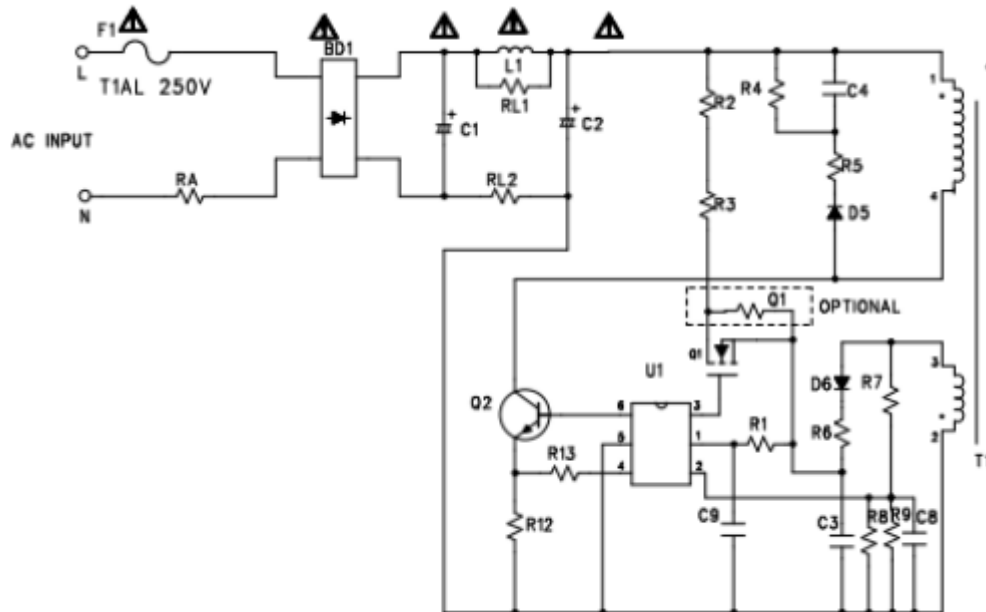 F1
BD1
L
T1AL 250V
L1
RL1
C1
C2
R2
R4
C4
1
AC INPUT
RA
RL2
R3
R5
D5
4
N
Q1
OPTIONAL
U1
Q1
3
D6
R7
Q2
6
3
R1
R6
5
1
2
R13
4
2
T1
R12
C9
C3
R8
R9
C8